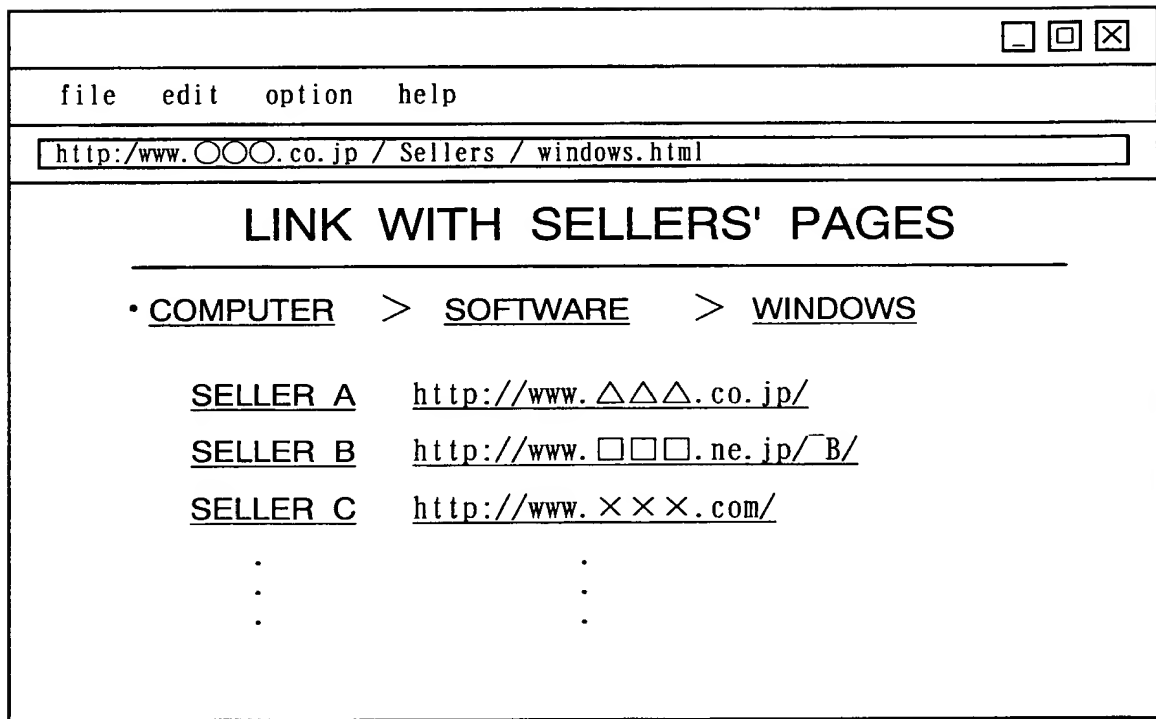 file edit option help
http:/www.○○○.co.jp / Sellers / windows.html
LINK WITH SELLERS' PAGES
・COMPUTER > SOFTWARE > WINDOWS
SELLER A http://www.△△△.co.jp/
SELLER B http://www.□□□.ne.jp/‾B/
SELLER C http://www.×××.com/